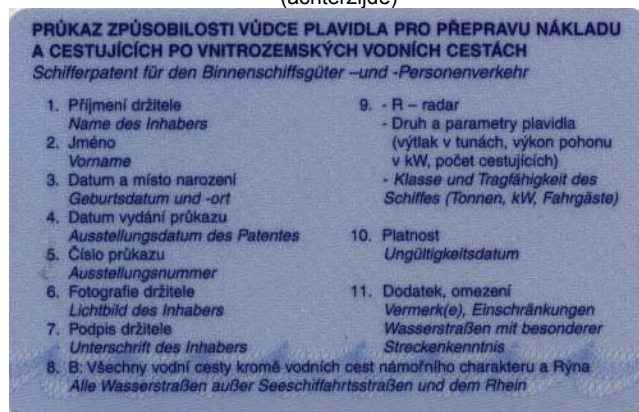 (achterzijde)
PRŮKAZ ZPŮSOBILOSTI VŮDCE PLAVIDLA PRO PŘEPRAVU NÁKLADU
A CESTUJÍCÍCH PO VNITROZEMSKÝCH VODNÍCH CESTÁCH
Schifferpatent für den Binnenschiffsgüter –und -Personenverkehr
1. Příjmení držitele
Name des Inhabers
2. Jméno
Vorname
3. Datum a místo narození
Geburtsdatum und -ort
4. Datum vydání průkazu
Ausstellungsdatum des Patentes
5. Číslo průkazu
Ausstellungsnummer
6. Fotografie držitele
Lichtbild des Inhabers
7. Podpis držitele
Unterschrift des Inhabers
8. B: Všechny vodní cesty kromě vodních cest námořního charakteru a Rýna
Alle Wasserstraßen außer Seeschiffahrtsstraßen und dem Rhein
9. - R – radar
- Druh a parametry plavidla
(výtlak v tunách, výkon pohonu
v kW, počet cestujících)
- Klasse und Tragfähigkeit des
Schiffes (Tonnen, kW, Fahrgäste)
10. Platnost
Ungültigkeitsdatum
11. Dodatek, omezení
Vermerk(e), Einschränkungen
Wasserstraßen mit besonderer
Streckenkenntnis